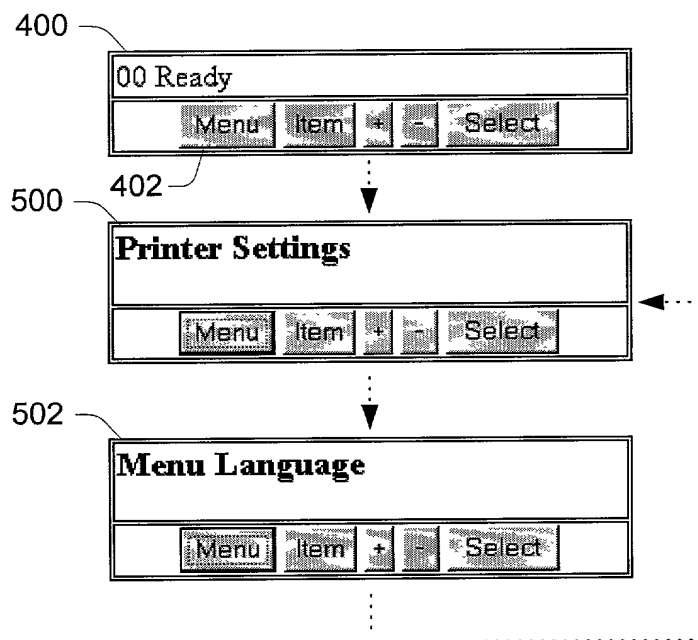 400
00 Ready
Menu Item + - Select
402
500
Printer Settings
Menu Item + - Select
502
Menu Language
Menu Item + - Select